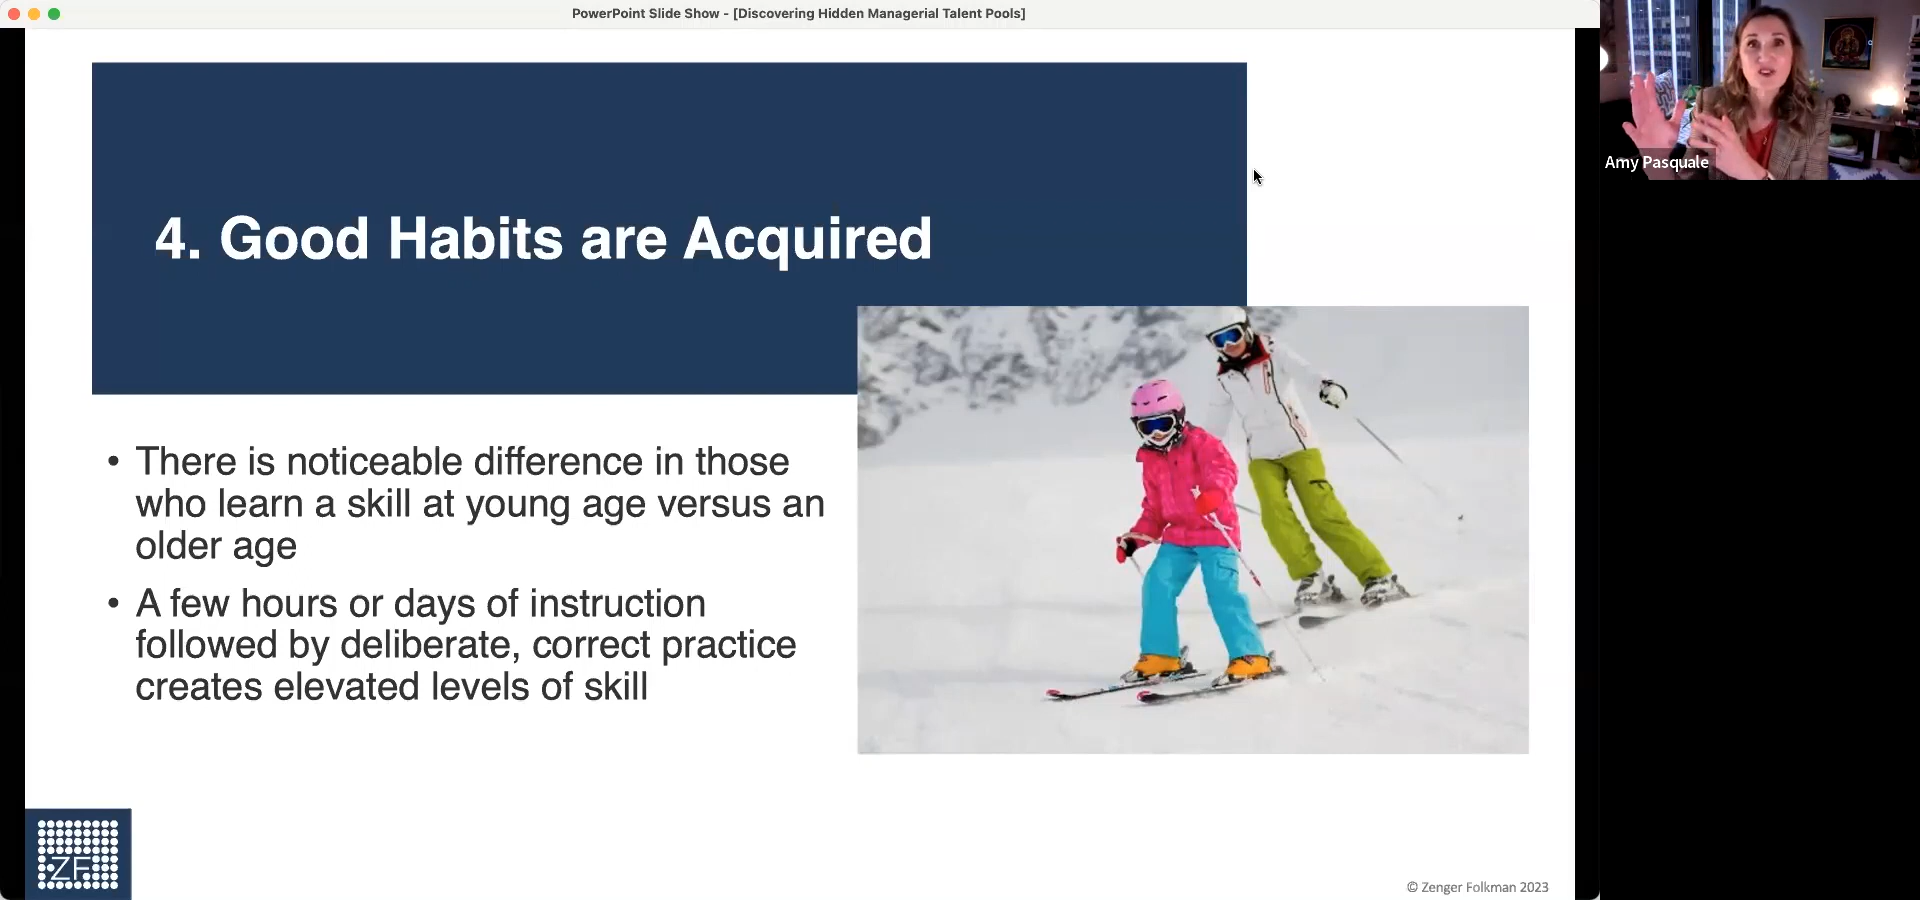 PowerPoint Slide Show - [Discovering Hidden Managerial Talent Pools]
Amy Pasquale
4. Good Habits are Acquired
• There is noticeable difference in those
who learn a skill at young age versus an
older age
• A few hours or days of instruction
followed by deliberate, correct practice
creates elevated levels of skill
ZF
© Zenger Folkman 2023